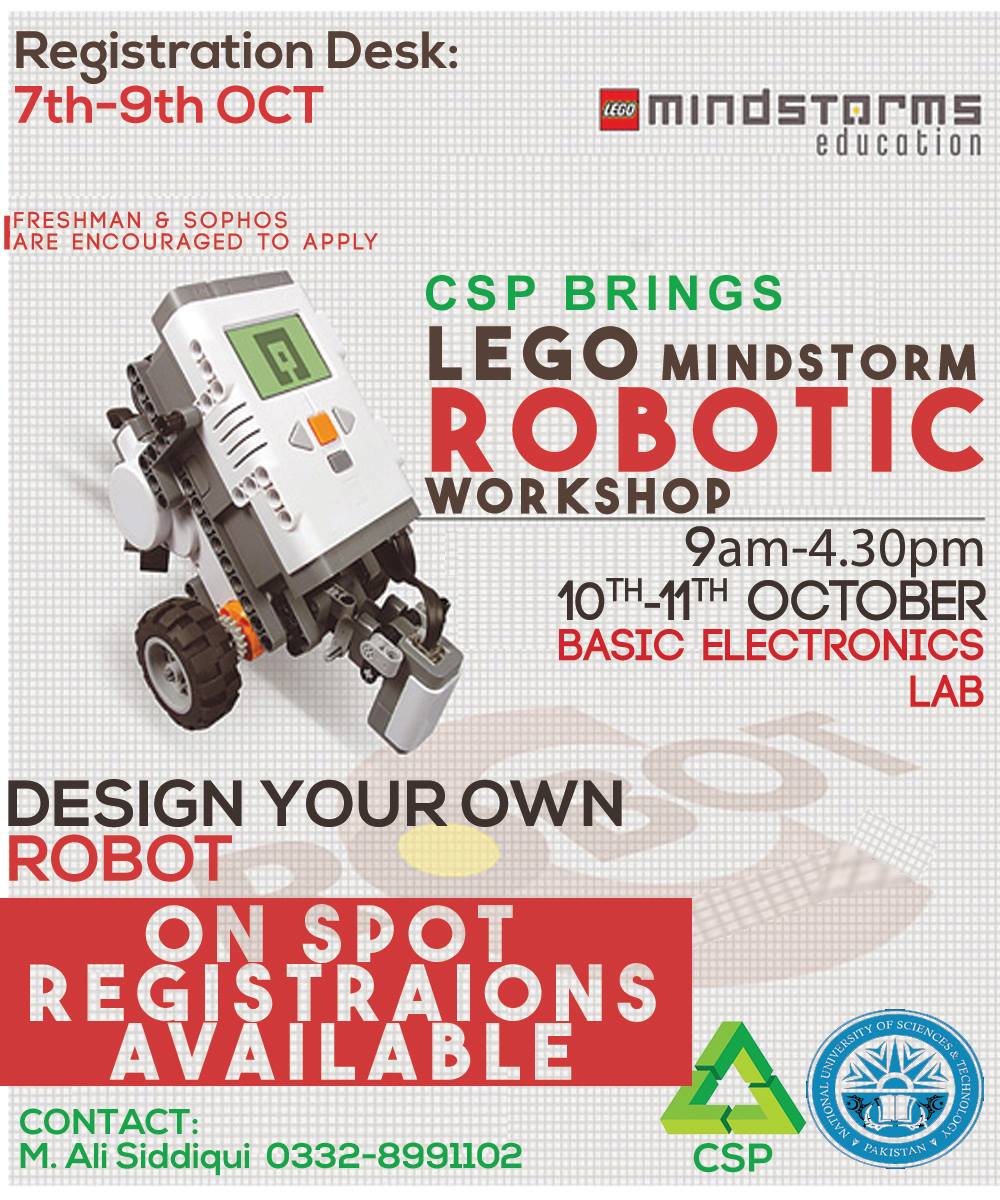 Registration Desk:
7th-9th OCT
LEGO mindstorms
education
FRESHMAN & SOPHOS
ARE ENCOURAGED TO APPLY
CSP BRINGS
LEGO MINDSTORM
ROBOTIC
WORKSHOP
9am-4.30pm
10TH-11TH OCTOBER
BASIC ELECTRONICS
LAB
ROBOT
DESIGN YOUR OWN
ROBOT
ON SPOT
REGISTRAIONS
AVAILABLE
CONTACT:
M. Ali Siddiqui 0332-8991102
CSP
NATIONAL UNIVERSITY OF SCIENCES & TECHNOLOGY
PAKISTAN